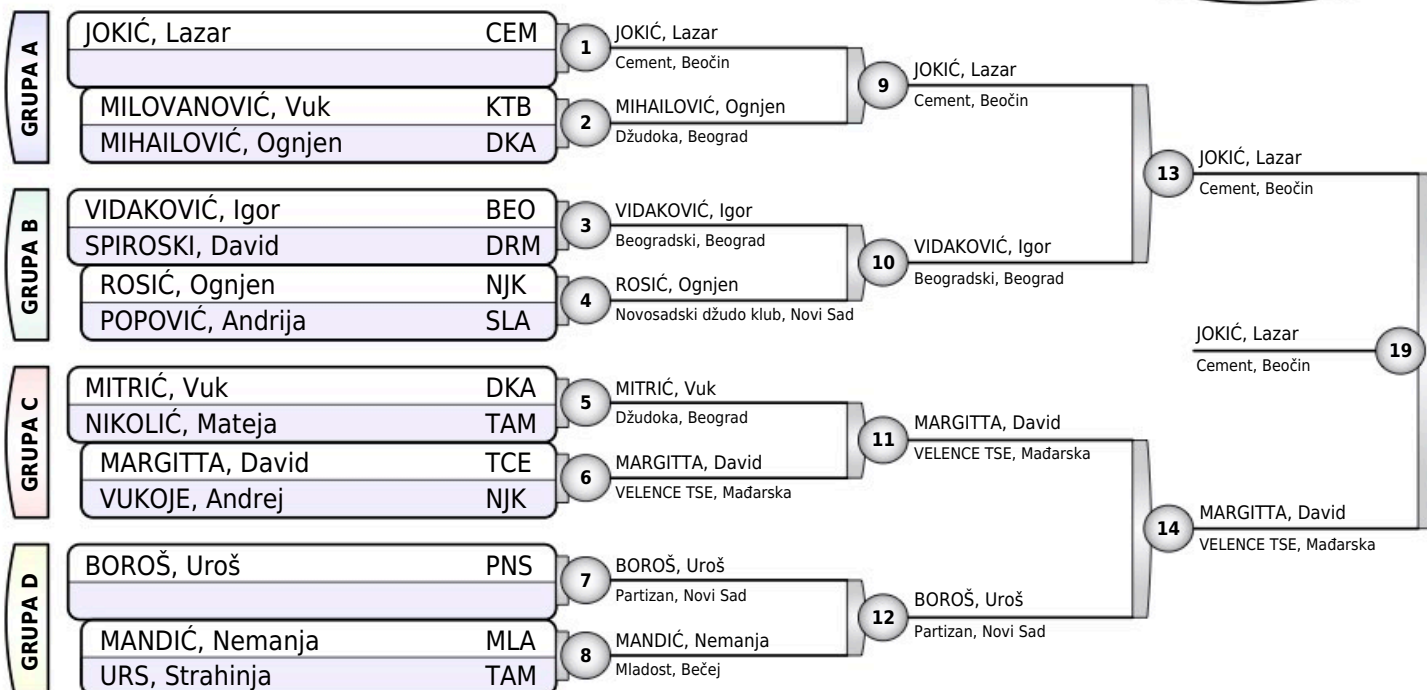 GRUPA A
JOKIĆ, Lazar CEM
MILOVANOVIĆ, Vuk KTB
MIHAILOVIĆ, Ognjen DKA
GRUPA B
VIDAKOVIĆ, Igor BEO
SPIROSKI, David DRM
ROSIĆ, Ognjen NJK
POPOVIĆ, Andrija SLA
GRUPA C
MITRIĆ, Vuk DKA
NIKOLIĆ, Mateja TAM
MARGITTA, David TCE
VUKOJE, Andrej NJK
GRUPA D
BOROŠ, Uroš PNS
MANDIĆ, Nemanja MLA
URS, Strahinja TAM
1
JOKIĆ, Lazar
Cement, Beočin
2
MIHAILOVIĆ, Ognjen
Džudoka, Beograd
3
VIDAKOVIĆ, Igor
Beogradski, Beograd
4
ROSIĆ, Ognjen
Novosadski džudo klub, Novi Sad
5
MITRIĆ, Vuk
Džudoka, Beograd
6
MARGITTA, David
VELENCE TSE, Mađarska
7
BOROŠ, Uroš
Partizan, Novi Sad
8
MANDIĆ, Nemanja
Mladost, Bečej
9
JOKIĆ, Lazar
Cement, Beočin
10
VIDAKOVIĆ, Igor
Beogradski, Beograd
11
MARGITTA, David
VELENCE TSE, Mađarska
12
BOROŠ, Uroš
Partizan, Novi Sad
13
JOKIĆ, Lazar
Cement, Beočin
14
MARGITTA, David
VELENCE TSE, Mađarska
JOKIĆ, Lazar
Cement, Beočin
19